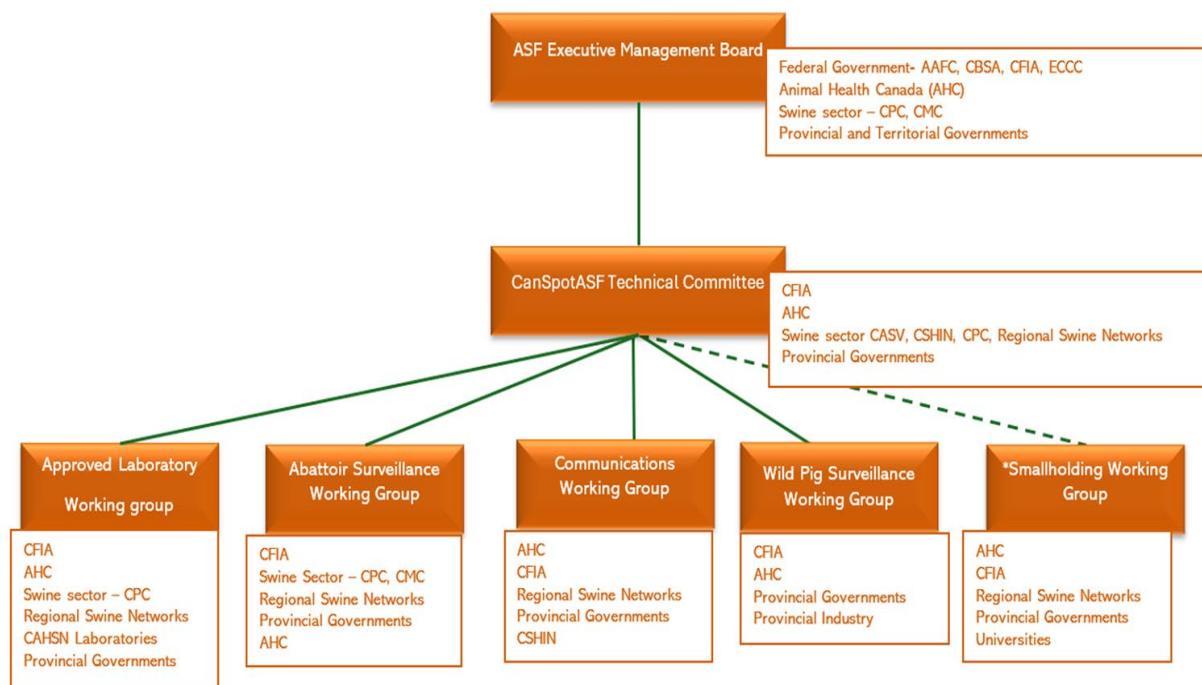 ASF Executive Management Board
Federal Government- AAFC, CBSA, CFIA, ECCC
Animal Health Canada (AHC)
Swine sector – CPC, CMC
Provincial and Territorial Governments
CanSpotASF Technical Committee
CFIA
AHC
Swine sector CASV, CSHIN, CPC, Regional Swine Networks
Provincial Governments
Approved Laboratory
Working group
CFIA
AHC
Swine sector – CPC
Regional Swine Networks
CAHSN Laboratories
Provincial Governments
Abattoir Surveillance
Working Group
CFIA
Swine Sector – CPC, CMC
Regional Swine Networks
Provincial Governments
AHC
Communications
Working Group
AHC
CFIA
Regional Swine Networks
Provincial Governments
CSHIN
Wild Pig Surveillance
Working Group
CFIA
AHC
Provincial Governments
Provincial Industry
*Smallholding Working
Group
AHC
CFIA
Regional Swine Networks
Provincial Governments
Universities